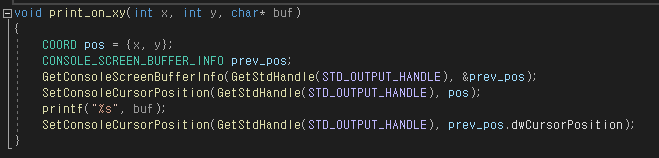 void print_on_xy(int x, int y, char* buf)
{
    COORD pos = {x, y};
    CONSOLE_SCREEN_BUFFER_INFO prev_pos;
    GetConsoleScreenBufferInfo(GetStdHandle(STD_OUTPUT_HANDLE), &prev_pos);
    SetConsoleCursorPosition(GetStdHandle(STD_OUTPUT_HANDLE), pos);
    printf("%s", buf);
    SetConsoleCursorPosition(GetStdHandle(STD_OUTPUT_HANDLE), prev_pos.dwCursorPosition);
}